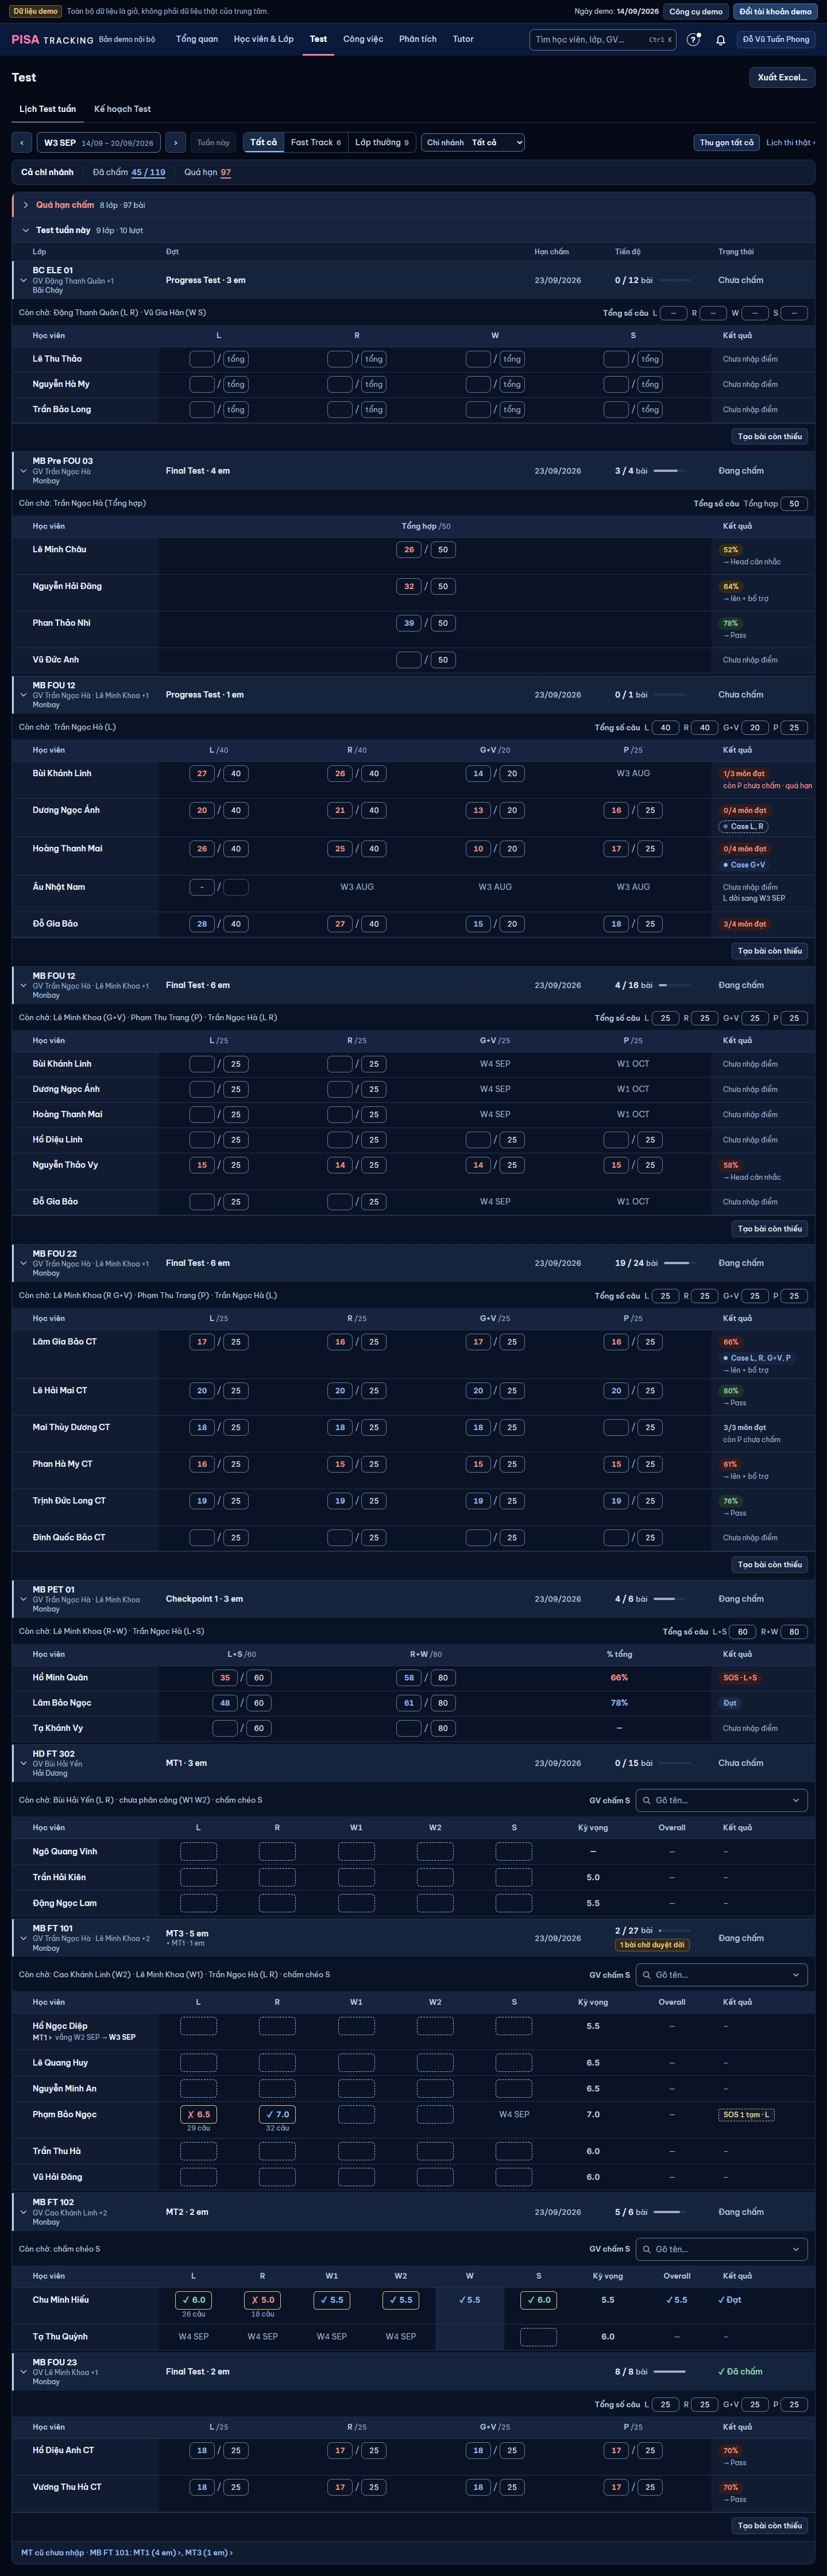 Dữ liệu demo Toàn bộ dữ liệu là giả, không phải dữ liệu thật của trung tâm. Ngày demo: 14/09/2026 Công cụ demo Đổi tài khoản demo
PISA TRACKING Bản demo nội bộ Tổng quan Học viên & Lớp Test Công việc Phân tích Tutor Tìm học viên, lớp, GV... Ctrl K ? Đỗ Vũ Tuấn Phong
Test Xuất Excel...
Lịch Test tuần Kế hoạch Test
‹ W3 SEP 14/09 – 20/09/2026 › Tuần này Tất cả Fast Track 6 Lớp thường 9 Chi nhánh Tất cả Thu gọn tất cả Lịch thi thật ›
Cả chi nhánh Đã chấm 45 / 119 Quá hạn 97
Quá hạn chấm 8 lớp · 97 bài
Test tuần này 9 lớp · 10 lượt
Lớp Đợt Hạn chấm Tiến độ Trạng thái
BC ELE 01
GV Đặng Thanh Quân +1
Bãi Cháy
Progress Test · 3 em 23/09/2026 0 / 12 bài Chưa chấm
Còn chờ: Đặng Thanh Quân (L R) · Vũ Gia Hân (W S) Tổng số câu L — R — W — S —
Học viên L R W S Kết quả
Lê Thu Thảo / tổng / tổng / tổng / tổng Chưa nhập điểm
Nguyễn Hà My / tổng / tổng / tổng / tổng Chưa nhập điểm
Trần Bảo Long / tổng / tổng / tổng / tổng Chưa nhập điểm
Tạo bài còn thiếu
MB Pre FOU 03
GV Trần Ngọc Hà
Monbay
Final Test · 4 em 23/09/2026 3 / 4 bài Đang chấm
Còn chờ: Trần Ngọc Hà (Tổng hợp) Tổng số câu Tổng hợp 50
Học viên Tổng hợp /50 Kết quả
Lê Minh Châu 26 / 50 52%
→ Head cân nhắc
Nguyễn Hải Đăng 32 / 50 64%
→ lên + bổ trợ
Phan Thảo Nhi 39 / 50 78%
→ Pass
Vũ Đức Anh / 50 Chưa nhập điểm
MB FOU 12
GV Trần Ngọc Hà · Lê Minh Khoa +1
Monbay
Progress Test · 1 em 23/09/2026 0 / 1 bài Chưa chấm
Còn chờ: Trần Ngọc Hà (L) Tổng số câu L 40 R 40 G+V 20 P 25
Học viên L /40 R /40 G+V /20 P /25 Kết quả
Bùi Khánh Linh 27 / 40 26 / 40 14 / 20 W3 AUG 1/3 môn đạt
còn P chưa chấm · quá hạn
Dương Ngọc Ánh 20 / 40 21 / 40 13 / 20 16 / 25 0/4 môn đạt
Case L, R
Hoàng Thanh Mai 26 / 40 25 / 40 10 / 20 17 / 25 0/4 môn đạt
Case G+V
Âu Nhật Nam - / W3 AUG W3 AUG W3 AUG Chưa nhập điểm
L dời sang W3 SEP
Đỗ Gia Bảo 28 / 40 27 / 40 15 / 20 18 / 25 3/4 môn đạt
Tạo bài còn thiếu
MB FOU 12
GV Trần Ngọc Hà · Lê Minh Khoa +1
Monbay
Final Test · 6 em 23/09/2026 4 / 16 bài Đang chấm
Còn chờ: Lê Minh Khoa (G+V) · Phạm Thu Trang (P) · Trần Ngọc Hà (L R) Tổng số câu L 25 R 25 G+V 25 P 25
Học viên L /25 R /25 G+V /25 P /25 Kết quả
Bùi Khánh Linh / 25 / 25 W4 SEP W1 OCT Chưa nhập điểm
Dương Ngọc Ánh / 25 / 25 W4 SEP W1 OCT Chưa nhập điểm
Hoàng Thanh Mai / 25 / 25 W4 SEP W1 OCT Chưa nhập điểm
Hồ Diệu Linh / 25 / 25 / 25 / 25 Chưa nhập điểm
Nguyễn Thảo Vy 15 / 25 14 / 25 14 / 25 15 / 25 58%
→ Head cân nhắc
Đỗ Gia Bảo / 25 / 25 W4 SEP W1 OCT Chưa nhập điểm
Tạo bài còn thiếu
MB FOU 22
GV Trần Ngọc Hà · Lê Minh Khoa +1
Monbay
Final Test · 6 em 23/09/2026 19 / 24 bài Đang chấm
Còn chờ: Lê Minh Khoa (R G+V) · Phạm Thu Trang (P) · Trần Ngọc Hà (L) Tổng số câu L 25 R 25 G+V 25 P 25
Học viên L /25 R /25 G+V /25 P /25 Kết quả
Lâm Gia Bảo CT 17 / 25 16 / 25 17 / 25 16 / 25 66%
Case L, R, G+V, P
→ lên + bổ trợ
Lê Hải Mai CT 20 / 25 20 / 25 20 / 25 20 / 25 80%
→ Pass
Mai Thùy Dương CT 18 / 25 18 / 25 18 / 25 / 25 3/3 môn đạt
còn P chưa chấm
Phan Hà My CT 16 / 25 15 / 25 15 / 25 15 / 25 61%
→ lên + bổ trợ
Trịnh Đức Long CT 19 / 25 19 / 25 19 / 25 19 / 25 76%
→ Pass
Đinh Quốc Bảo CT / 25 / 25 / 25 / 25 Chưa nhập điểm
Tạo bài còn thiếu
MB PET 01
GV Trần Ngọc Hà · Lê Minh Khoa
Monbay
Checkpoint 1 · 3 em 23/09/2026 4 / 6 bài Đang chấm
Còn chờ: Lê Minh Khoa (R+W) · Trần Ngọc Hà (L+S) Tổng số câu L+S 60 R+W 80
Học viên L+S /60 R+W /80 % tổng Kết quả
Hồ Minh Quân 35 / 60 58 / 80 66% SOS · L+S
Lâm Bảo Ngọc 48 / 60 61 / 80 78% Đạt
Tạ Khánh Vy / 60 / 80 — Chưa nhập điểm
HD FT 302
GV Bùi Hải Yến
Hải Dương
MT1 · 3 em 23/09/2026 0 / 15 bài Chưa chấm
Còn chờ: Bùi Hải Yến (L R) · chưa phân công (W1 W2) · chấm chéo S GV chấm S Gõ tên...
Học viên L R W1 W2 S Kỳ vọng Overall Kết quả
Ngô Quang Vinh — — –
Trần Hải Kiên 5.0 — –
Đặng Ngọc Lam 5.5 — –
MB FT 101
GV Trần Ngọc Hà · Lê Minh Khoa +2
Monbay
MT3 · 5 em
+ MT1 · 1 em
23/09/2026 2 / 27 bài Đang chấm
1 bài chờ duyệt dời
Còn chờ: Cao Khánh Linh (W2) · Lê Minh Khoa (W1) · Trần Ngọc Hà (L R) · chấm chéo S GV chấm S Gõ tên...
Học viên L R W1 W2 S Kỳ vọng Overall Kết quả
Hồ Ngọc Diệp 5.5 — –
MT1 › vắng W2 SEP → W3 SEP
Lê Quang Huy 6.5 — –
Nguyễn Minh An 6.5 — –
Phạm Bảo Ngọc ✗ 6.5 ✓ 7.0 W4 SEP 7.0 — SOS 1 tạm · L
29 câu 32 câu
Trần Thu Hà 6.0 — –
Vũ Hải Đăng 6.0 — –
MB FT 102
GV Cao Khánh Linh +2
Monbay
MT2 · 2 em 23/09/2026 5 / 6 bài Đang chấm
Còn chờ: chấm chéo S GV chấm S Gõ tên...
Học viên L R W1 W2 W S Kỳ vọng Overall Kết quả
Chu Minh Hiếu ✓ 6.0 ✗ 5.0 ✓ 5.5 ✓ 5.5 ✓ 5.5 ✓ 6.0 5.5 ✓ 5.5 ✓ Đạt
26 câu 18 câu
Tạ Thu Quỳnh W4 SEP W4 SEP W4 SEP W4 SEP 6.0 — –
MB FOU 23
GV Lê Minh Khoa +1
Monbay
Final Test · 2 em 8 / 8 bài ✓ Đã chấm
Tổng số câu L 25 R 25 G+V 25 P 25
Học viên L /25 R /25 G+V /25 P /25 Kết quả
Hồ Diệu Anh CT 18 / 25 17 / 25 18 / 25 17 / 25 70%
→ Pass
Vương Thu Hà CT 18 / 25 17 / 25 18 / 25 17 / 25 70%
→ Pass
Tạo bài còn thiếu
MT cũ chưa nhập · MB FT 101: MT1 (4 em) ›, MT3 (1 em) ›